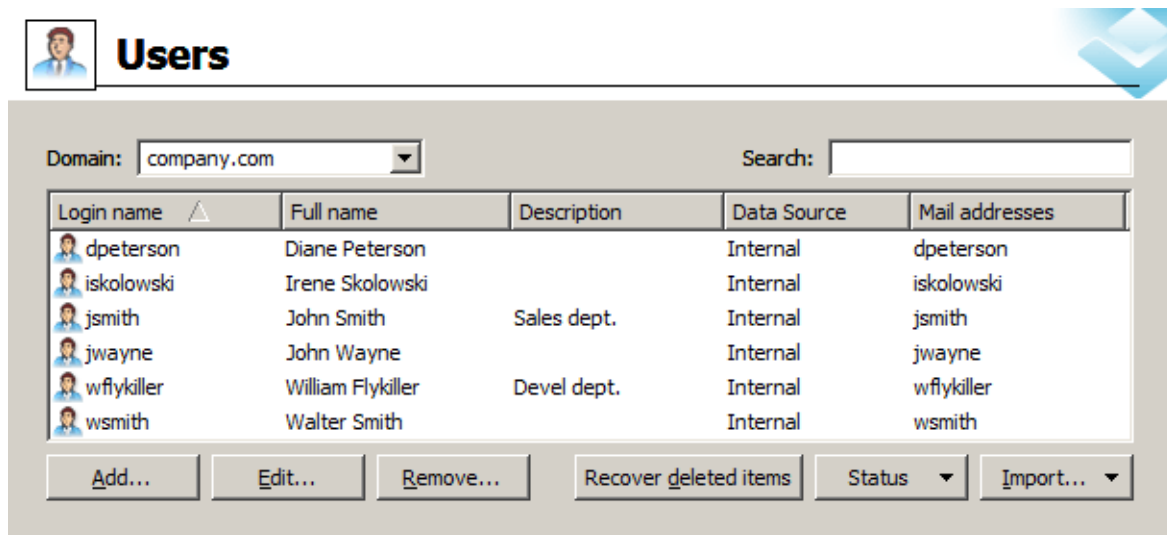 Users
Domain: company.com Search:
Login name Full name Description Data Source Mail addresses
dpeterson Diane Peterson Internal dpeterson
iskolowski Irene Skolowski Internal iskolowski
jsmith John Smith Sales dept. Internal jsmith
jwayne John Wayne Internal jwayne
wflykiller William Flykiller Devel dept. Internal wflykiller
wsmith Walter Smith Internal wsmith
Add... Edit... Remove... Recover deleted items Status Import...